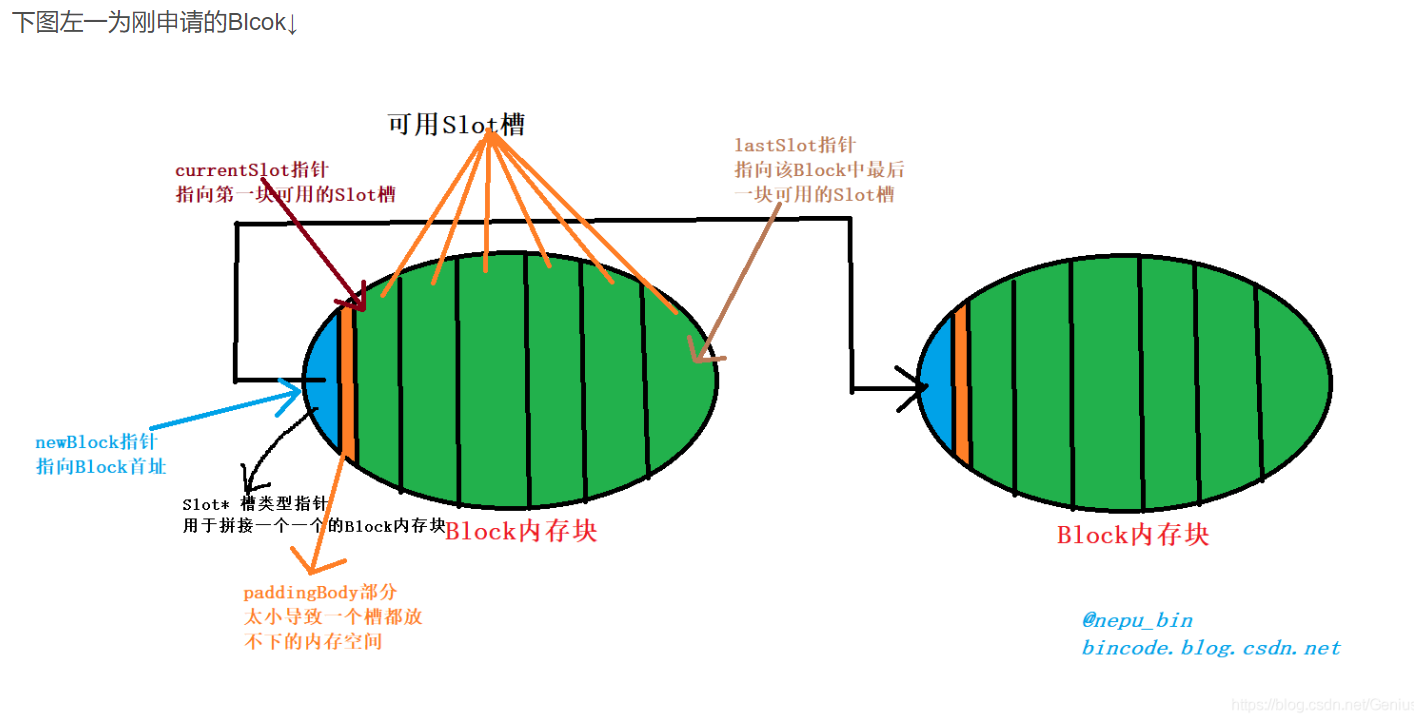 下图左一为刚申请的Blcok↓
可用Slot槽
currentSlot指针
指向第一块可用的Slot槽
lastSlot指针
指向该Block中最后
一块可用的Slot槽
newBlock指针
指向Block首址
Slot* 槽类型指针
用于拼接一个一个的Block内存块
Block内存块
Block内存块
paddingBody部分
太小导致一个槽都放
不下的内存空间
@nepu_bin
bincode.blog.csdn.net
https://blog.csdn.net/Genius